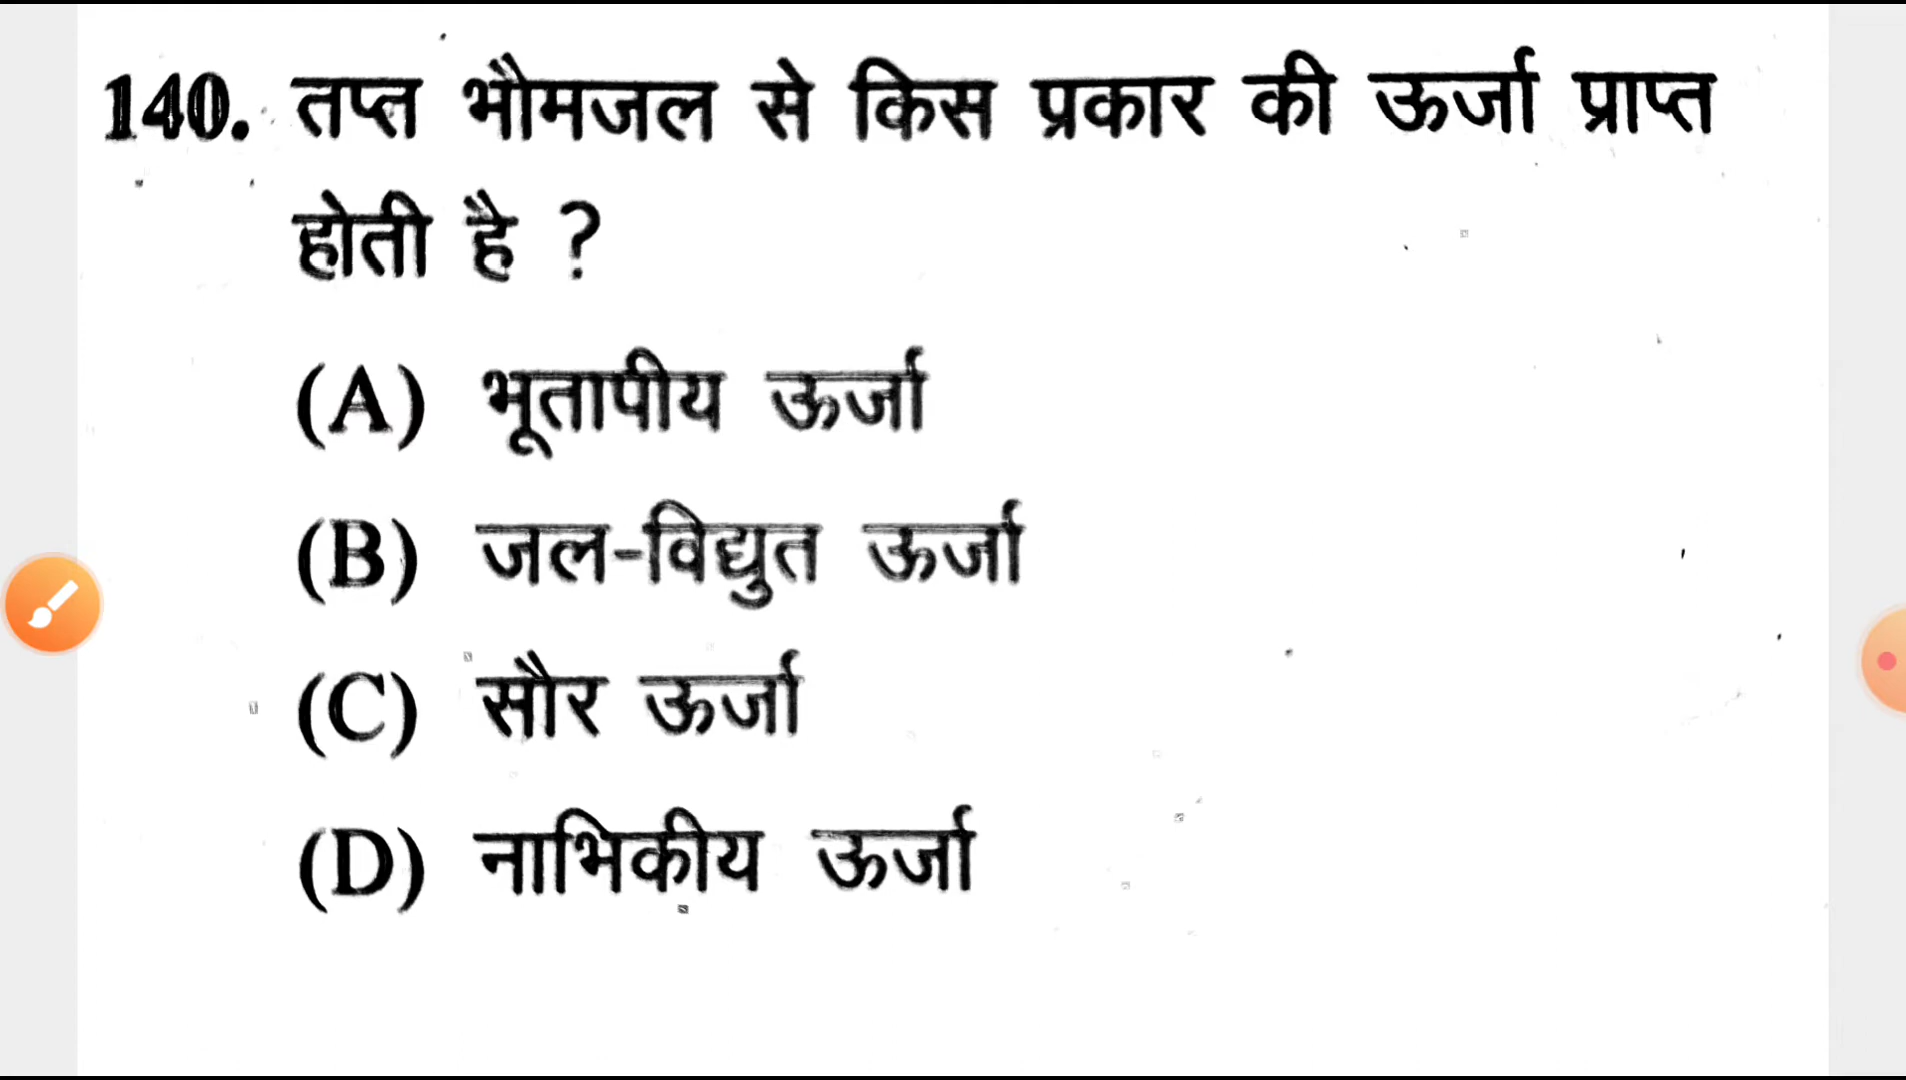 140. तप्त भौमजल से किस प्रकार की ऊर्जा प्राप्त
होती है ?
(A) भूतापीय ऊर्जा
(B) जल-विद्युत ऊर्जा
(C) सौर ऊर्जा
(D) नाभिकीय ऊर्जा